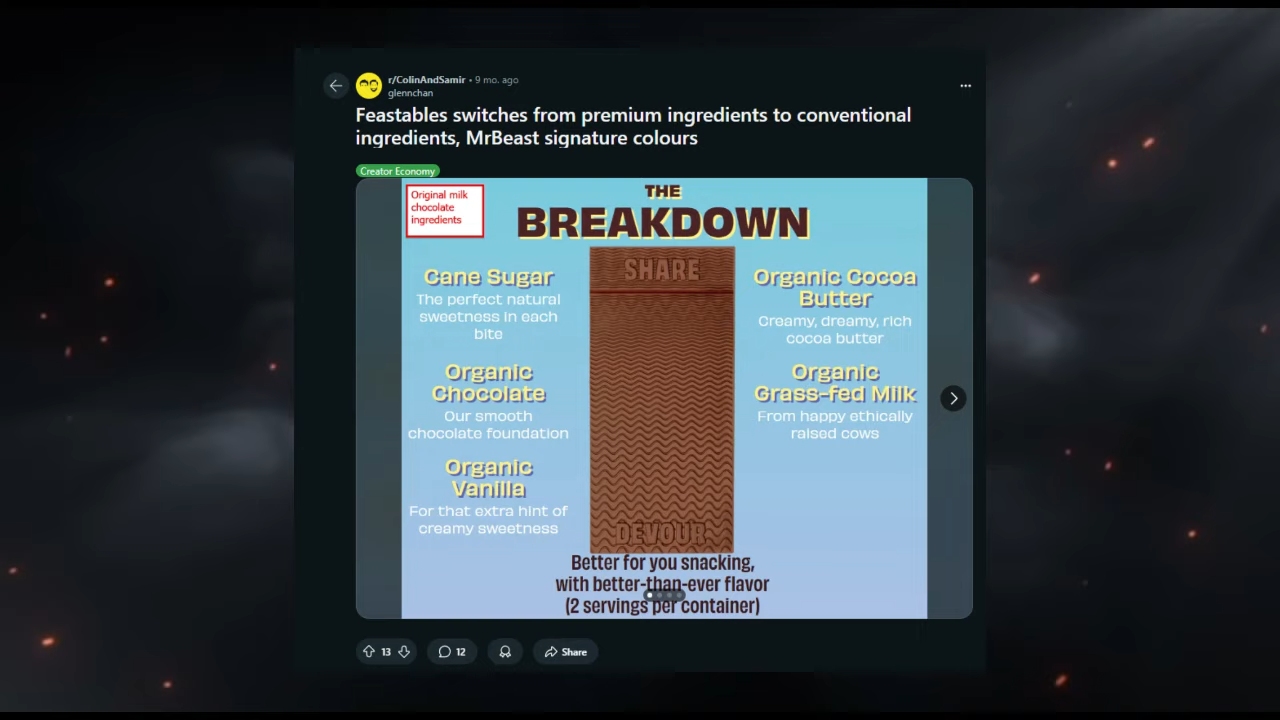 r/ColinAndSamir • 9 mo. ago
glennchan
Feastables switches from premium ingredients to conventional
ingredients, MrBeast signature colours
Creator Economy
Original milk
chocolate
ingredients
THE
BREAKDOWN
SHARE
Cane Sugar
The perfect natural
sweetness in each
bite
Organic
Chocolate
Our smooth
chocolate foundation
Organic
Vanilla
For that extra hint of
creamy sweetness
Organic Cocoa
Butter
Creamy, dreamy, rich
cocoa butter
Organic
Grass-fed Milk
From happy ethically
raised cows
DEVOUR
Better for you snacking,
with better-than-ever flavor
(2 servings per container)
13
12
Share